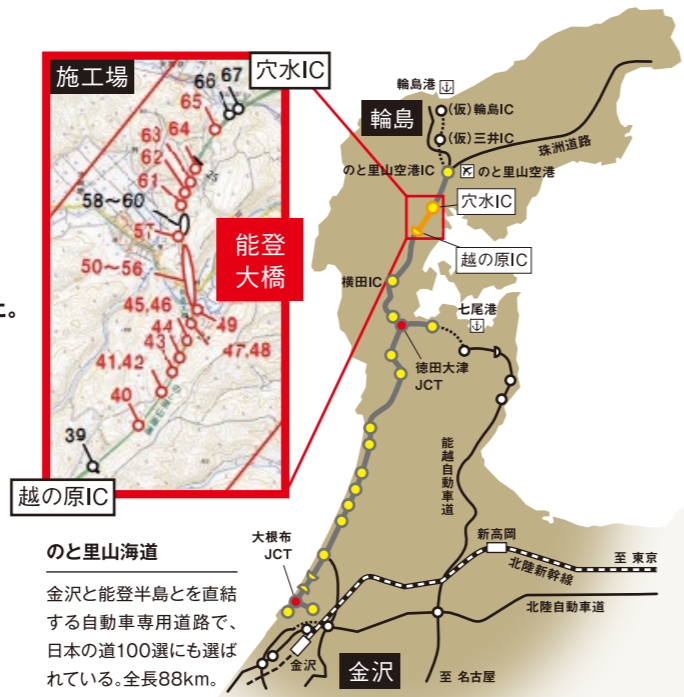 施工場
穴水IC
66
67
65
64
63
62
61
58～60
57
能登
大橋
50～56
45,46
49
44
43
47,48
41,42
40
39
越の原IC
た。
輪島港
(仮)輪島IC
輪島
(仮)三井IC
珠洲道路
のと里山空港IC
のと里山空港
穴水IC
越の原IC
横田IC
七尾港
徳田大津
JCT
能越自動車道
大根布
JCT
新高岡
至 東京
北陸新幹線
北陸自動車道
金沢
金沢
至 名古屋
のと里山海道
金沢と能登半島とを直結
する自動車専用道路で、
日本の道100選にも選ば
れている。全長88km。